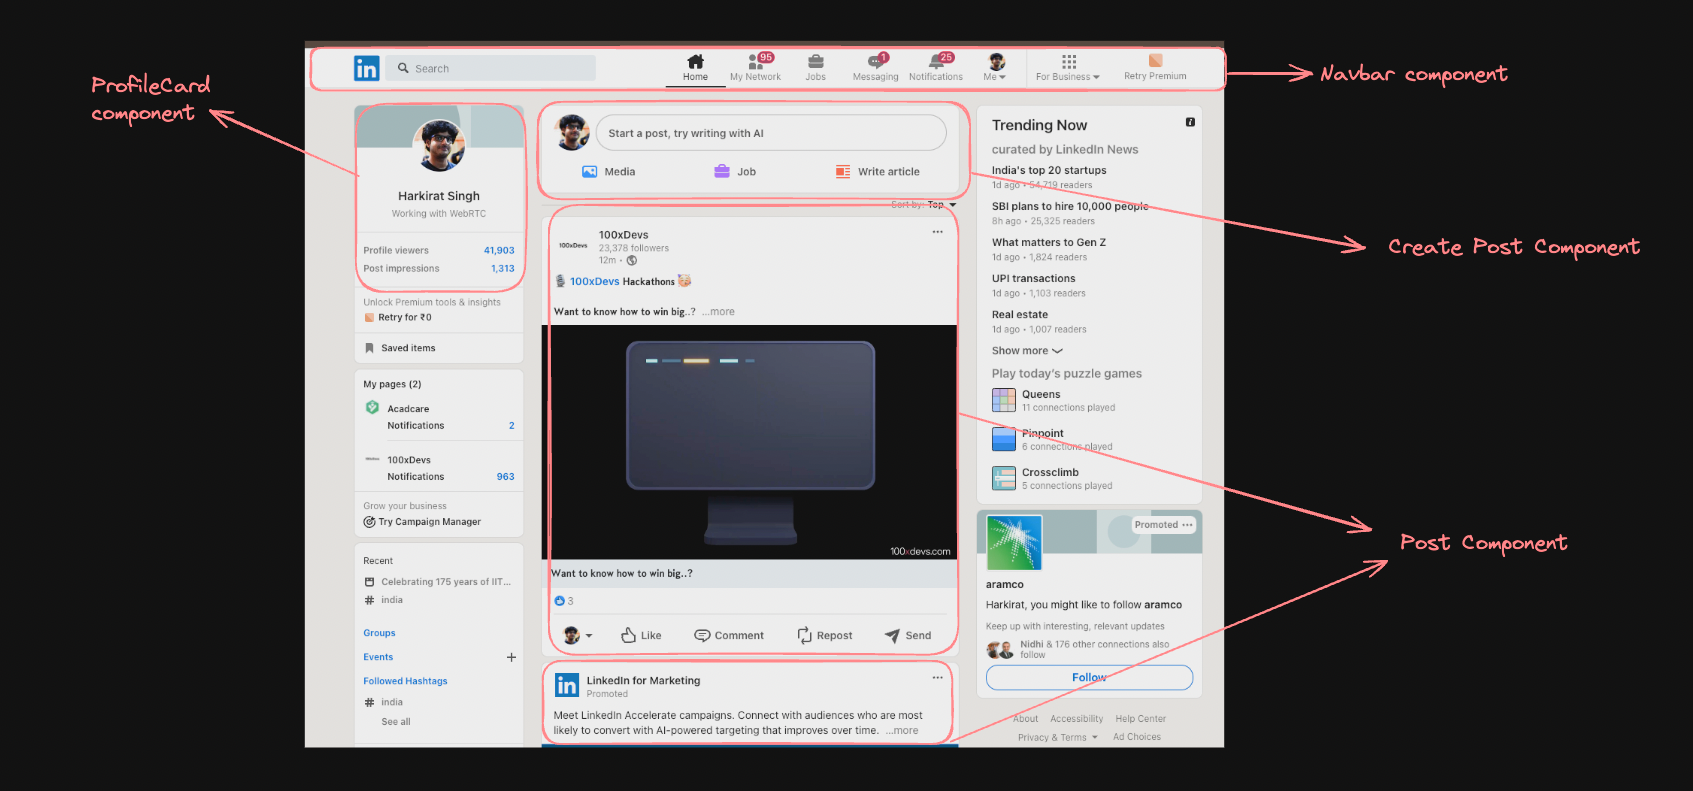 ProfileCard
component
Navbar component
Create Post Component
Post Component
in
Search
Home
95
My Network
Jobs
1
Messaging
25
Notifications
Me
For Business
Retry Premium
Harkirat Singh
Working with WebRTC
Profile viewers 41,903
Post impressions 1,313
Unlock Premium tools & insights
Retry for ₹0
Saved items
My pages (2)
Acadcare
Notifications 2
100xDevs
Notifications 963
Grow your business
Try Campaign Manager
Recent
Celebrating 175 years of IIT...
# india
Groups
Events +
Followed Hashtags
# india
See all
Start a post, try writing with AI
Media
Job
Write article
Sort by: Top
100xDevs
100xDevs
23,378 followers
12m •
100xDevs Hackathons
Want to know how to win big..? ...more
100xdevs.com
Want to know how to win big..?
3
Like
Comment
Repost
Send
in
LinkedIn for Marketing
Promoted
Meet LinkedIn Accelerate campaigns. Connect with audiences who are most
likely to convert with AI-powered targeting that improves over time. ...more
Trending Now
i
curated by LinkedIn News
India's top 20 startups
1d ago • 54,719 readers
SBI plans to hire 10,000 people
8h ago • 25,325 readers
What matters to Gen Z
1d ago • 1,824 readers
UPI transactions
1d ago • 1,103 readers
Real estate
1d ago • 1,007 readers
Show more
Play today's puzzle games
Queens
11 connections played
Pinpoint
6 connections played
Crossclimb
5 connections played
Promoted
aramco
Harkirat, you might like to follow aramco
Keep up with interesting, relevant updates
Nidhi & 176 other connections also
follow
Follow
About Accessibility Help Center
Privacy & Terms Ad Choices